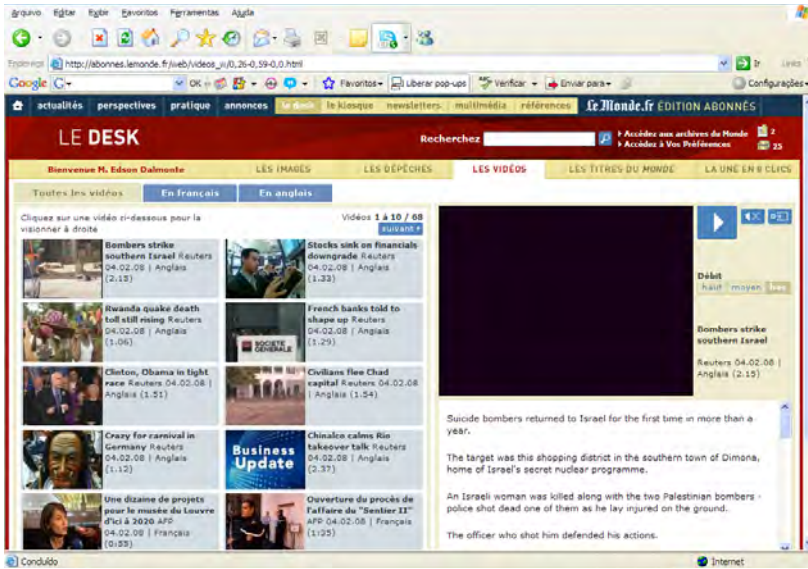 Arquivo Editar Exibir Favoritos Ferramentas Ajuda
Endereço http://abonnes.lemonde.fr/web/videos_v/0,26-0,59-0,0.html Ir Links
Google G OK Favoritos Liberar pop-ups Verificar Enviar para Configurações
actualités perspectives pratique annonces le desk le kiosque newsletters multimédia références Le Monde.fr ÉDITION ABONNÉS
LE DESK
Recherchez
Accédez aux archives du Monde 2
Accédez à Vos Préférences 25
Bienvenue M. Edson Dalmonte LES IMAGES LES DÉPÊCHES LES VIDÉOS LES TITRES DU MONDE LA UNE EN 8 CLICS
Toutes les vidéos En français En anglais
Cliquez sur une vidéo ci-dessous pour la
visionner à droite
Vidéos 1 à 10 / 68
suivant
Bombers strike
southern Israel Reuters
04.02.08 | Anglais
(2.15)
Stocks sink on financials
downgrade Reuters
04.02.08 | Anglais
(1.33)
Rwanda quake death
toll still rising Reuters
04.02.08 | Anglais
(1.06)
SOCIETE
GENERALE
French banks told to
shape up Reuters
04.02.08 | Anglais
(1.29)
Clinton, Obama in tight
race Reuters 04.02.08 |
Anglais (1.51)
Civilians flee Chad
capital Reuters 04.02.08
| Anglais (1.54)
Crazy for carnival in
Germany Reuters
04.02.08 | Anglais
(1.12)
Business
Update
Chinalco calms Rio
takeover talk Reuters
04.02.08 | Anglais
(2.37)
Une dizaine de projets
pour le musée du Louvre
d'ici à 2020 AFP
04.02.08 | Français
(0:55)
Ouverture du procès de
l'affaire du "Sentier II"
AFP 04.02.08 | Français
(1:35)
Débit
haut moyen bas
Bombers strike
southern Israel
Reuters 04.02.08 |
Anglais (2.15)
Suicide bombers returned to Israel for the first time in more than a
year.
The target was this shopping district in the southern town of Dimona,
home of Israel's secret nuclear programme.
An Israeli woman was killed along with the two Palestinian bombers -
police shot dead one of them as he lay injured on the ground.
The officer who shot him defended his actions.
Concluído Internet